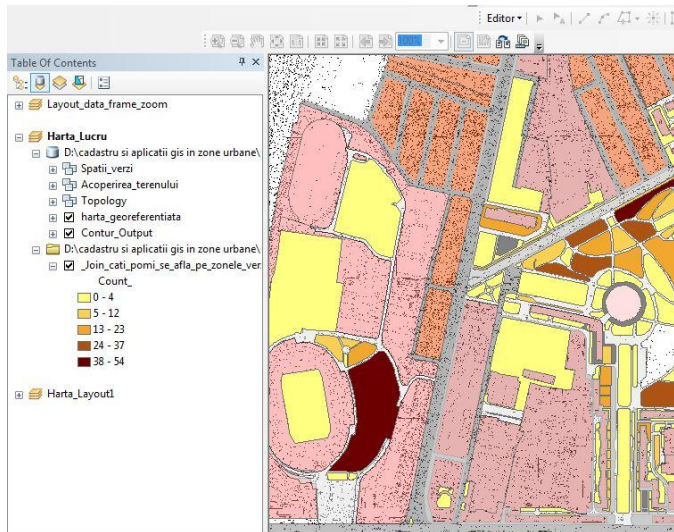 Editor
100%
Table Of Contents
Layout_data_frame_zoom
Harta_Lucru
D:\cadastru si aplicatii gis in zone urbane\
Spatii_verzi
Acoperirea_terenului
Topology
harta_georeferentiata
Contur_Output
D:\cadastru si aplicatii gis in zone urbane\
_Join_cati_pomi_se_afla_pe_zonele_ver
Count_
0 - 4
5 - 12
13 - 23
24 - 37
38 - 54
Harta_Layout1